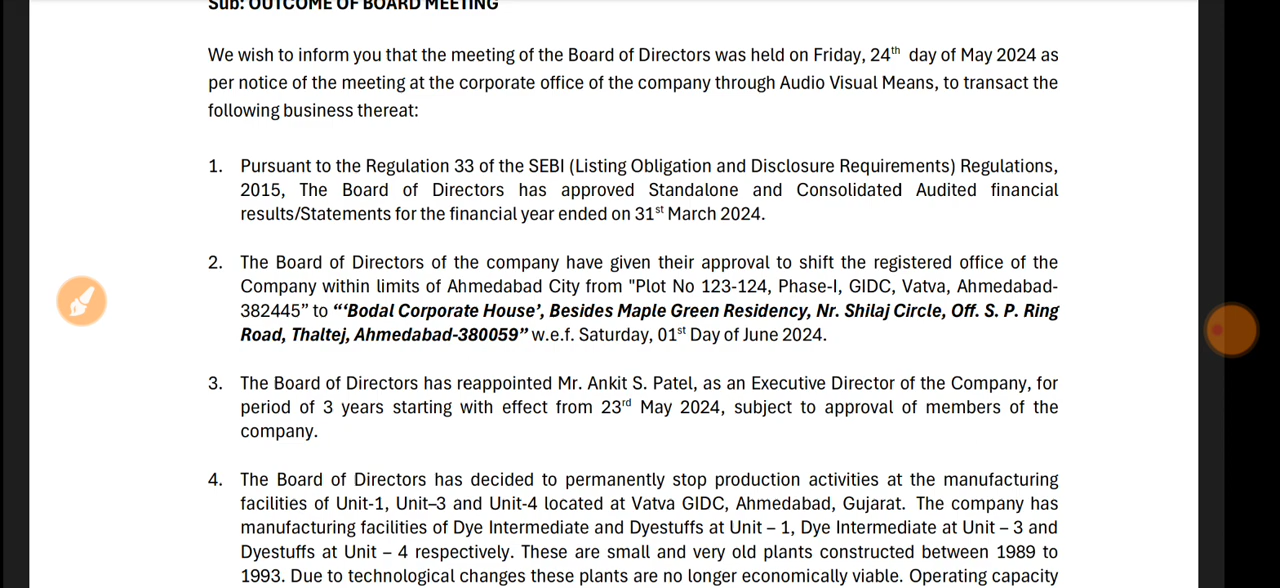 Sub: OUTCOME OF BOARD MEETING
We wish to inform you that the meeting of the Board of Directors was held on Friday, 24th day of May 2024 as
per notice of the meeting at the corporate office of the company through Audio Visual Means, to transact the
following business thereat:
1. Pursuant to the Regulation 33 of the SEBI (Listing Obligation and Disclosure Requirements) Regulations,
2015, The Board of Directors has approved Standalone and Consolidated Audited financial
results/Statements for the financial year ended on 31st March 2024.
2. The Board of Directors of the company have given their approval to shift the registered office of the
Company within limits of Ahmedabad City from "Plot No 123-124, Phase-I, GIDC, Vatva, Ahmedabad-
382445” to “‘Bodal Corporate House’, Besides Maple Green Residency, Nr. Shilaj Circle, Off. S. P. Ring
Road, Thaltej, Ahmedabad-380059” w.e.f. Saturday, 01st Day of June 2024.
3. The Board of Directors has reappointed Mr. Ankit S. Patel, as an Executive Director of the Company, for
period of 3 years starting with effect from 23rd May 2024, subject to approval of members of the
company.
4. The Board of Directors has decided to permanently stop production activities at the manufacturing
facilities of Unit-1, Unit–3 and Unit-4 located at Vatva GIDC, Ahmedabad, Gujarat. The company has
manufacturing facilities of Dye Intermediate and Dyestuffs at Unit – 1, Dye Intermediate at Unit – 3 and
Dyestuffs at Unit – 4 respectively. These are small and very old plants constructed between 1989 to
1993. Due to technological changes these plants are no longer economically viable. Operating capacity